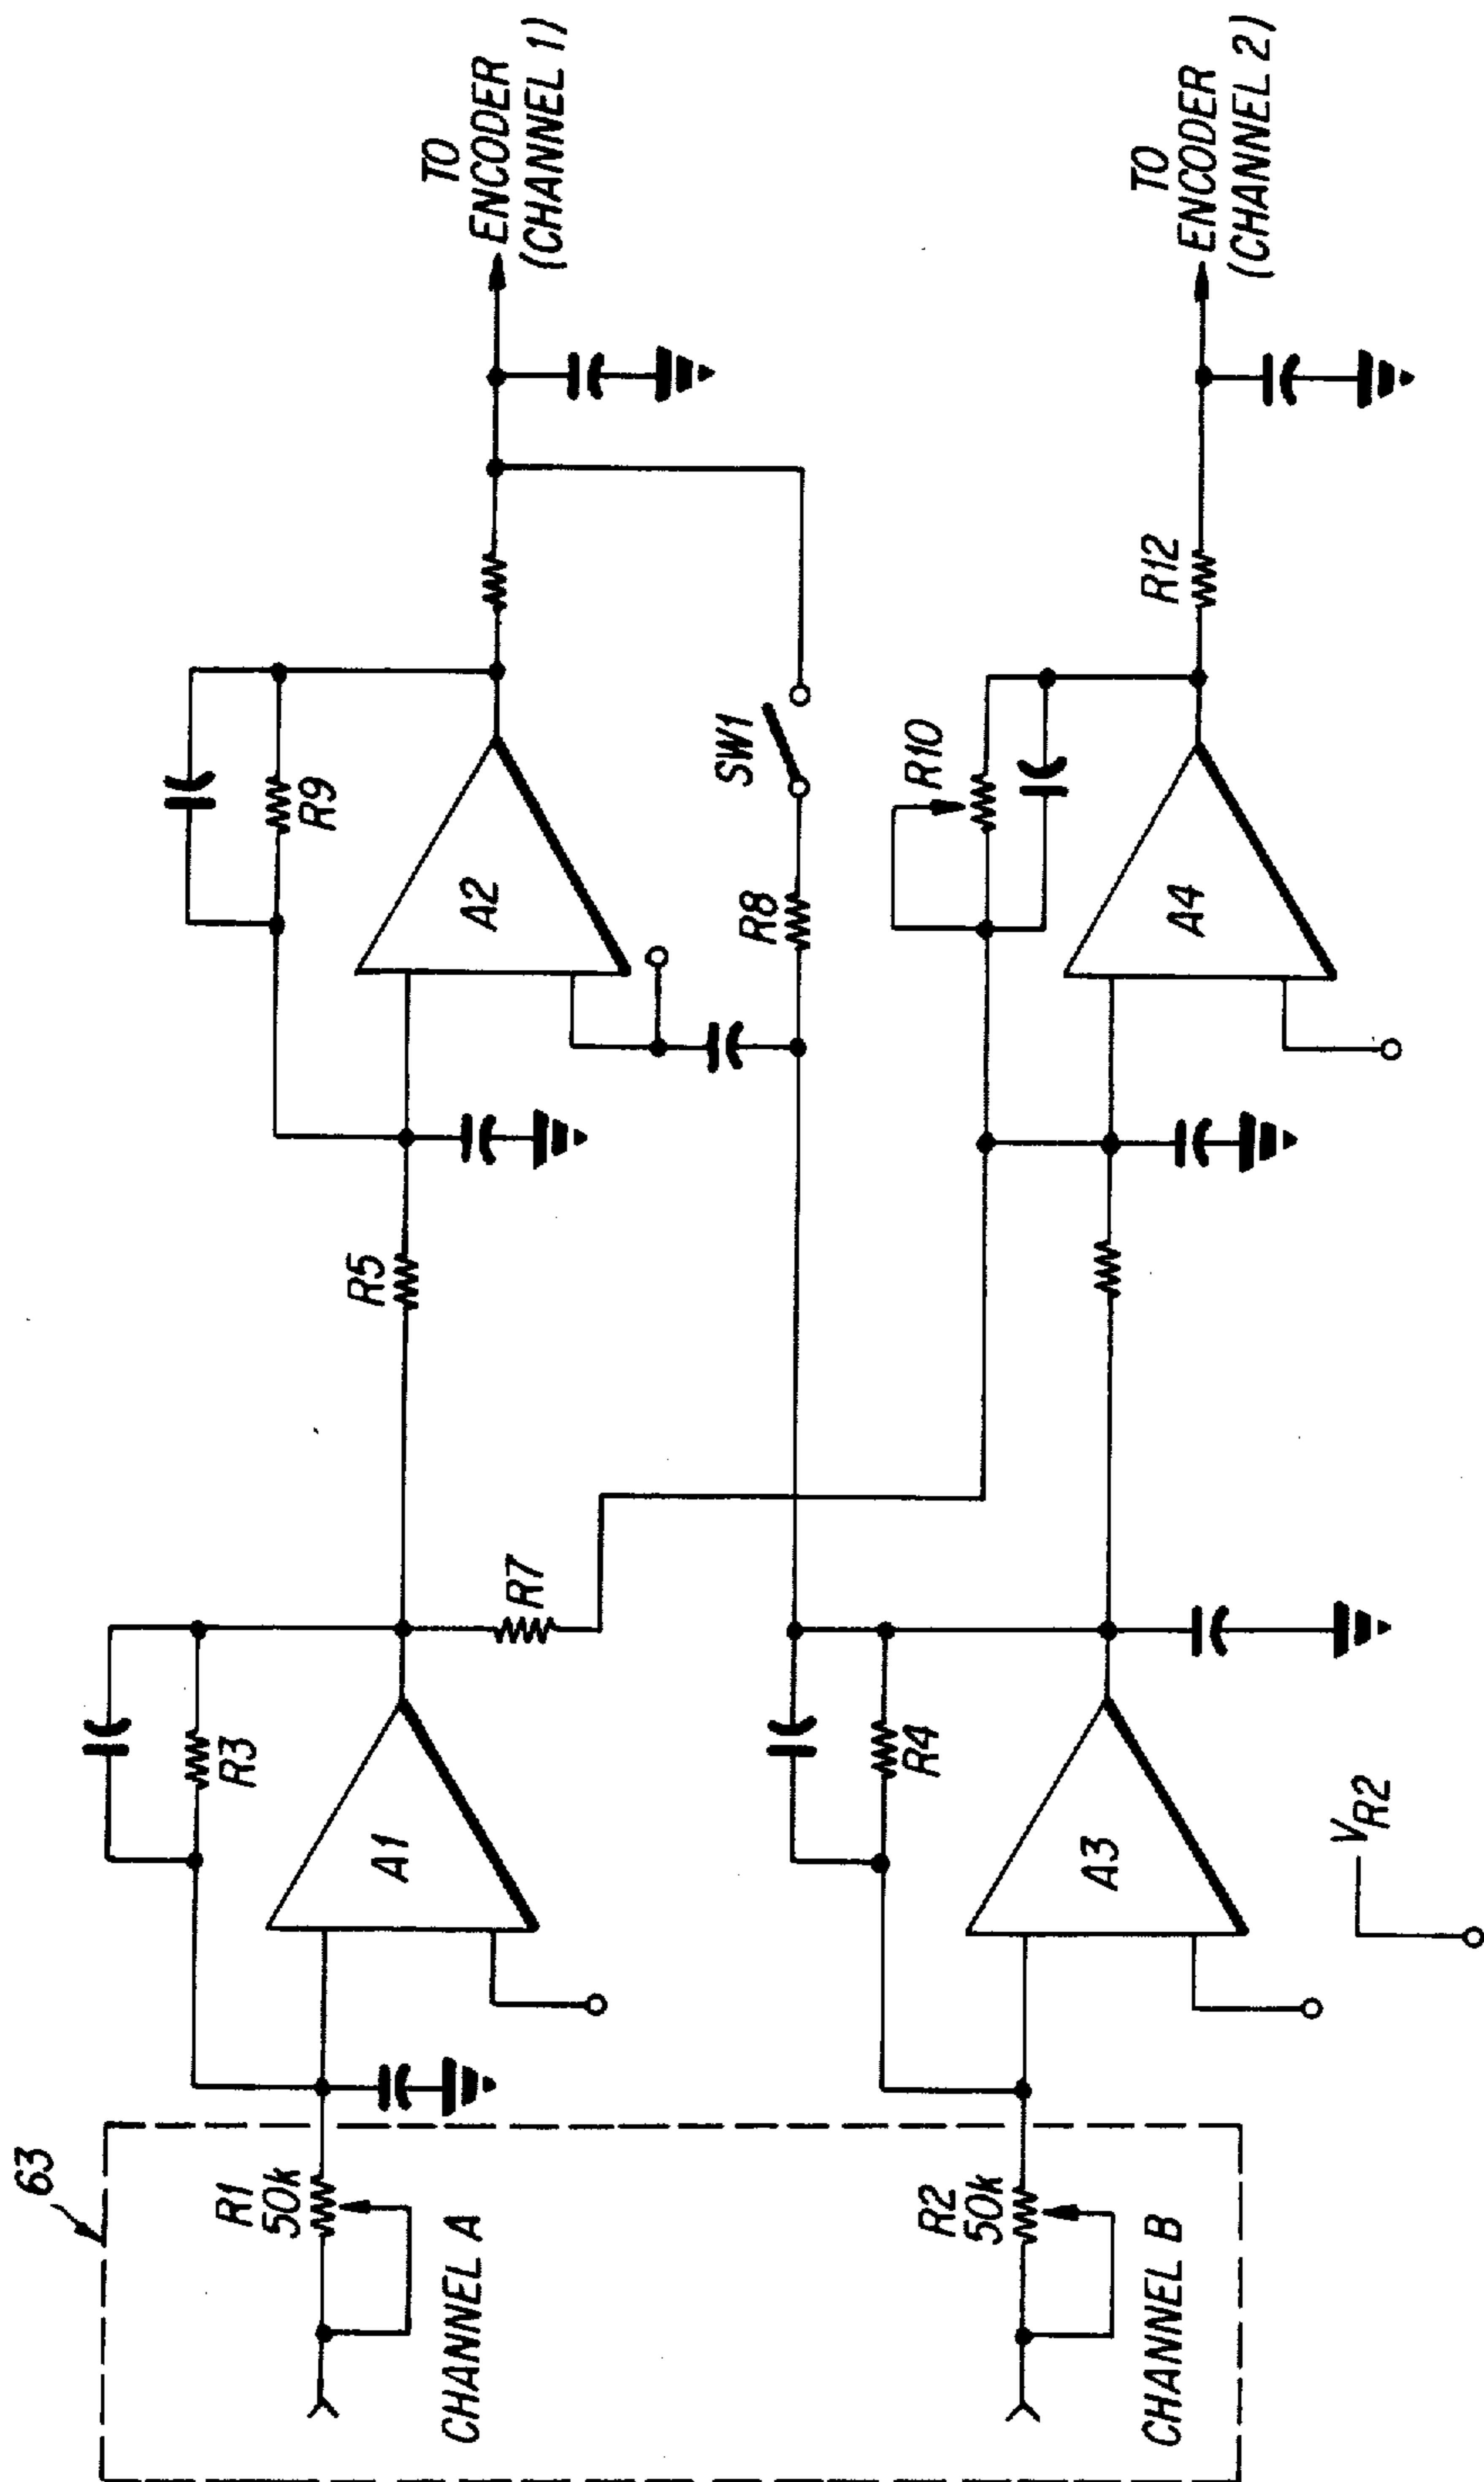 63
R1
50k
CHANNEL A
R3
A1
R7
R5
R9
A2
TO
ENCODER
(CHANNEL 1)
SW1
R8
R2
50k
CHANNEL B
R4
A3
VR2
R10
A4
R12
TO
ENCODER
(CHANNEL 2)